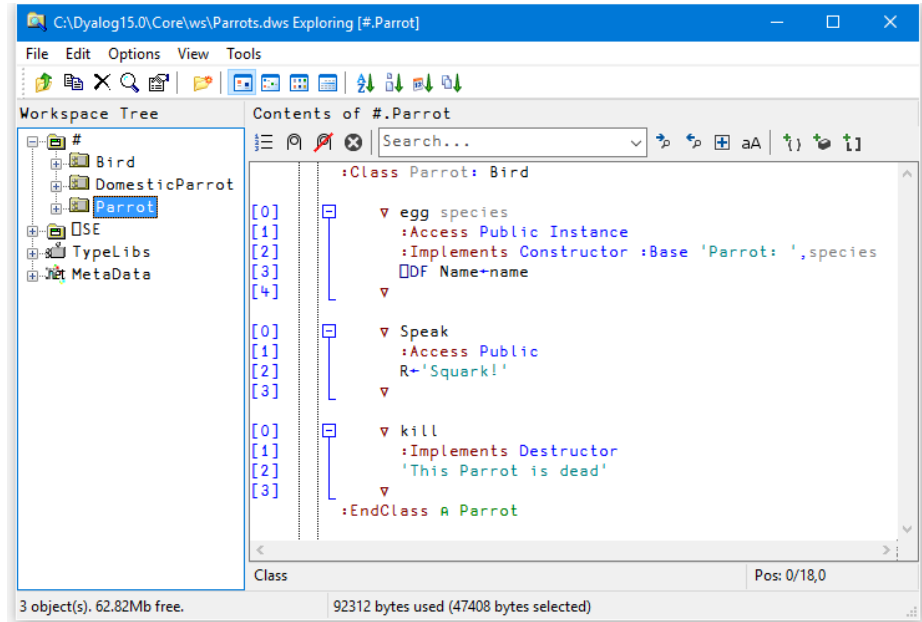 C:\Dyalog15.0\Core\ws\Parrots.dws Exploring [#.Parrot]
File Edit Options View Tools
Workspace Tree
#
Bird
DomesticParrot
Parrot
⎕SE
TypeLibs
.Net MetaData
Contents of #.Parrot
Search...
aA
:Class Parrot: Bird
[0] ∇ egg species
[1] :Access Public Instance
[2] :Implements Constructor :Base 'Parrot: ',species
[3] ⎕DF Name←name
[4] ∇
[0] ∇ Speak
[1] :Access Public
[2] R←'Squark!'
[3] ∇
[0] ∇ kill
[1] :Implements Destructor
[2] 'This Parrot is dead'
[3] ∇
:EndClass ⍝ Parrot
Class
Pos: 0/18,0
3 object(s). 62.82Mb free.
92312 bytes used (47408 bytes selected)